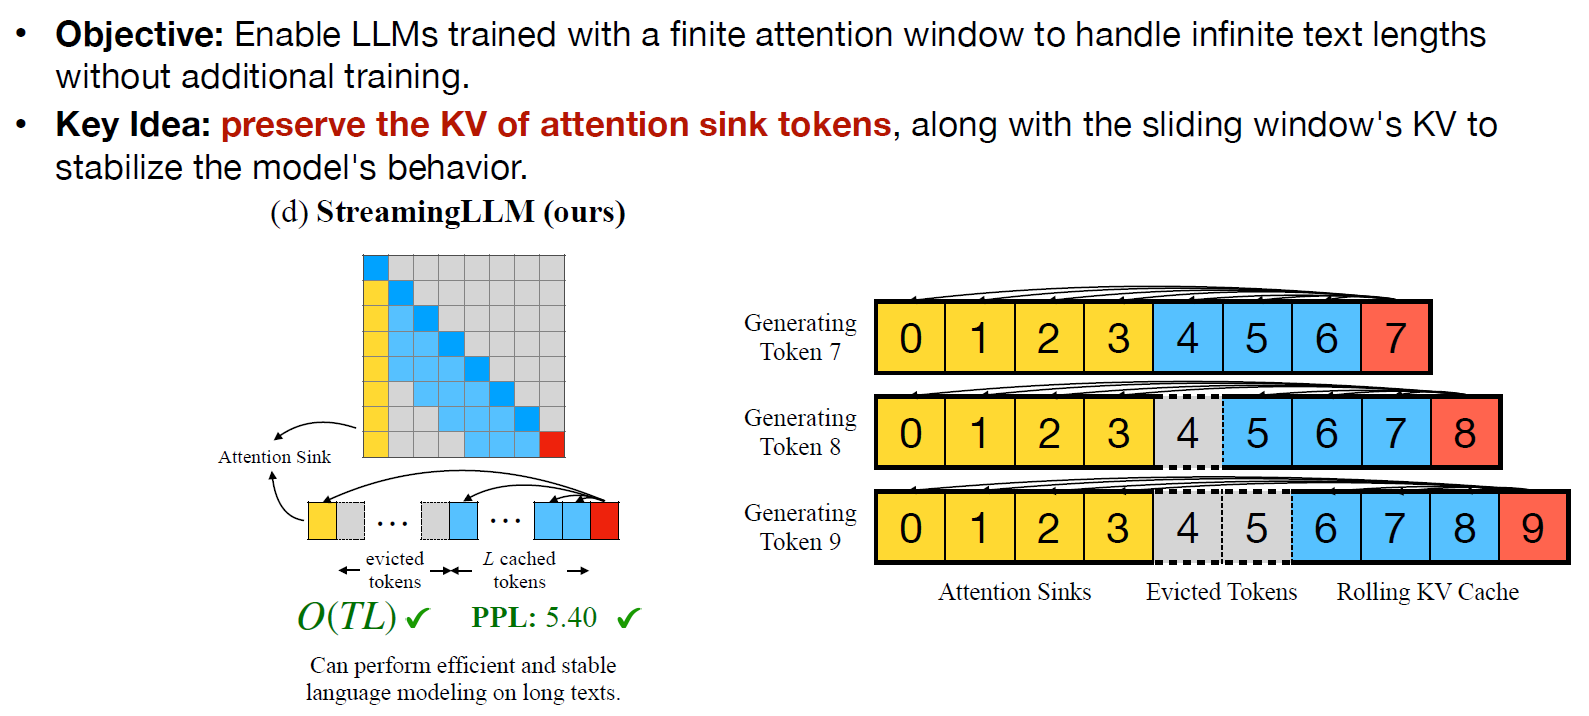 • Objective: Enable LLMs trained with a finite attention window to handle infinite text lengths
without additional training.
• Key Idea: preserve the KV of attention sink tokens, along with the sliding window's KV to
stabilize the model's behavior.
(d) StreamingLLM (ours)
Attention Sink
...
...
evicted
tokens
L cached
tokens
O(TL) ✓
PPL: 5.40 ✓
Can perform efficient and stable
language modeling on long texts.
Generating
Token 7
0 1 2 3 4 5 6 7
Generating
Token 8
0 1 2 3 4 5 6 7 8
Generating
Token 9
0 1 2 3 4 5 6 7 8 9
Attention Sinks
Evicted Tokens
Rolling KV Cache